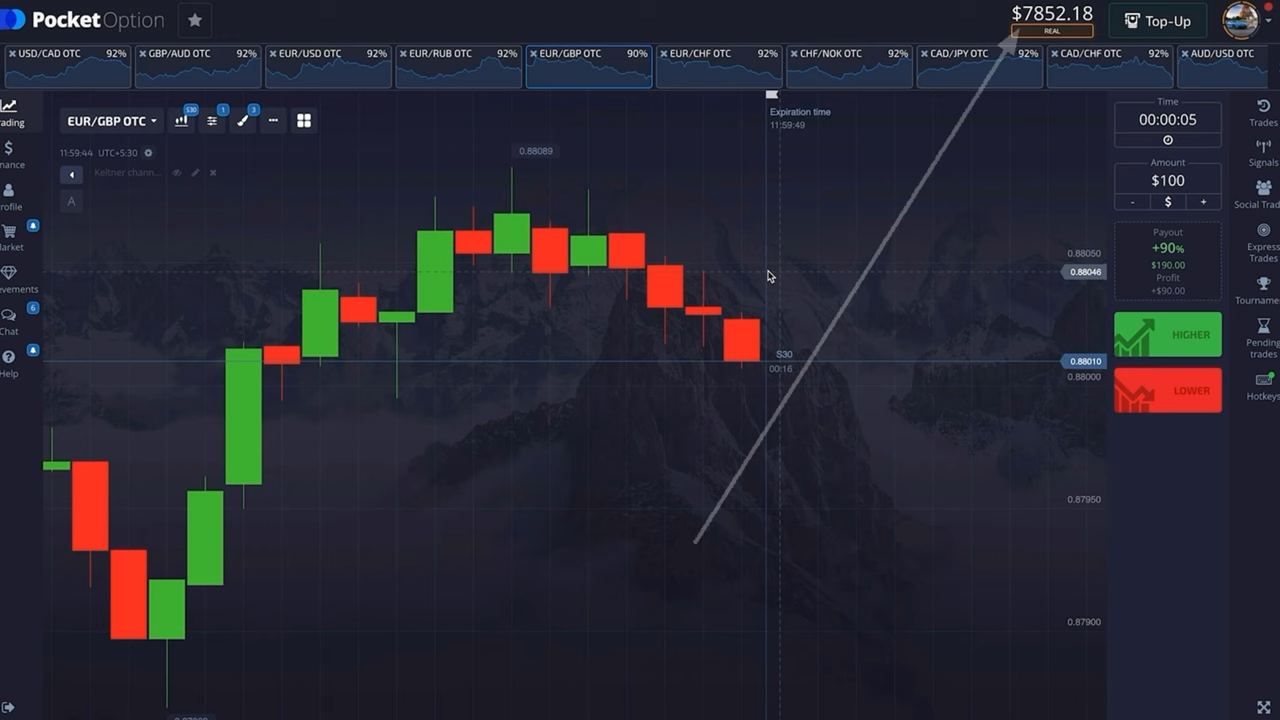 PocketOption
$7852.18
REAL
Top-Up
USD/CAD OTC 92%
GBP/AUD OTC 92%
EUR/USD OTC 92%
EUR/RUB OTC 92%
EUR/GBP OTC 90%
EUR/CHF OTC 92%
CHF/NOK OTC 92%
CAD/JPY OTC 92%
CAD/CHF OTC 92%
AUD/USD OTC
rading
nance
rofile
arket
evements
6
Chat
Help
EUR/GBP OTC
S30
1
3
11:59:44 UTC+5:30
Keltner chann...
A
Expiration time
11:59:49
0.88089
0.88050
0.88046
S30
00:16
0.88010
0.88000
0.87950
0.87900
Time
00:00:05
Amount
$100
- $ +
Payout
+90%
$190.00
Profit
+$90.00
HIGHER
LOWER
Trades
Signals
Social Trad
Expres
Trades
Tourname
Pending
trades
Hotkeys